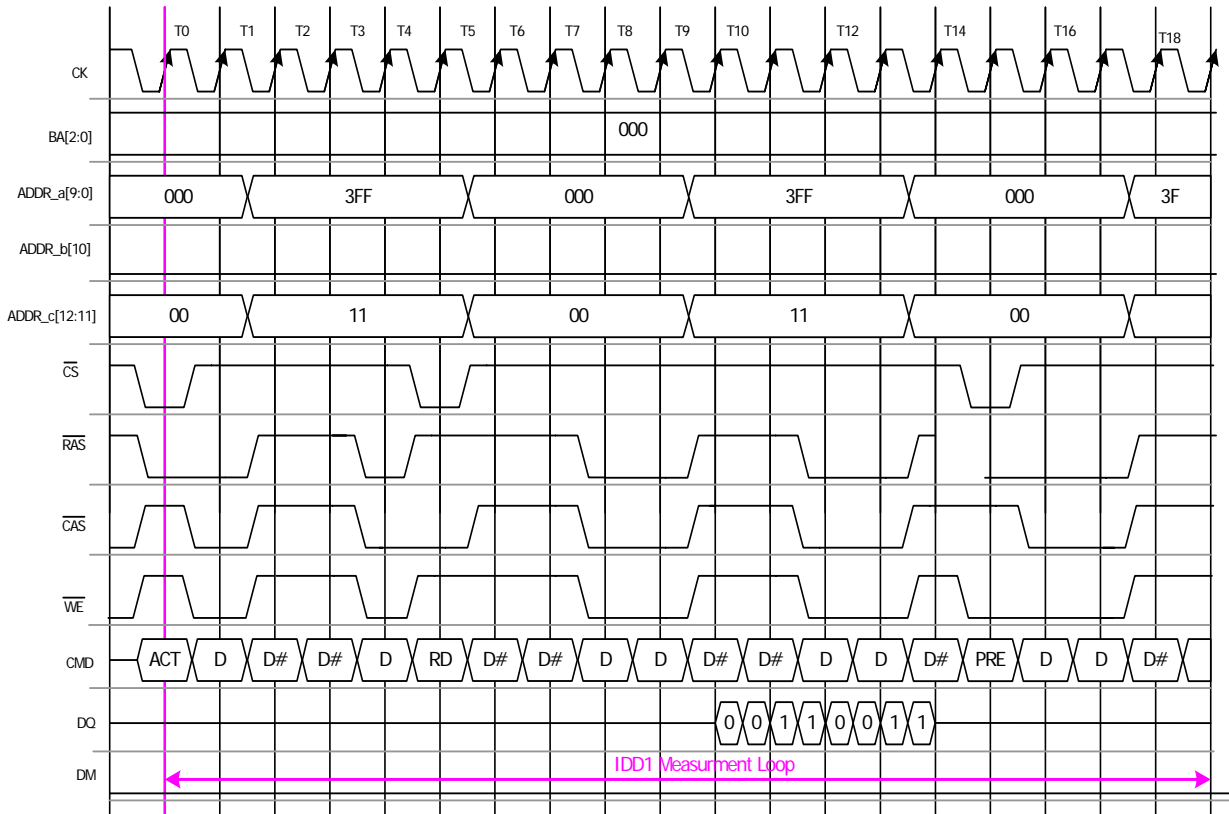 T0 T1 T2 T3 T4 T5 T6 T7 T8 T9 T10 T12 T14 T16 T18
CK
BA[2:0] 000
ADDR_a[9:0] 000 3FF 000 3FF 000 3F
ADDR_b[10]
ADDR_c[12:11] 00 11 00 11 00
CS
RAS
CAS
WE
CMD ACT D D# D# D RD D# D# D D D# D# D D D# PRE D D D#
DQ 0 0 1 1 0 0 1 1
IDD1 Measurment Loop
DM